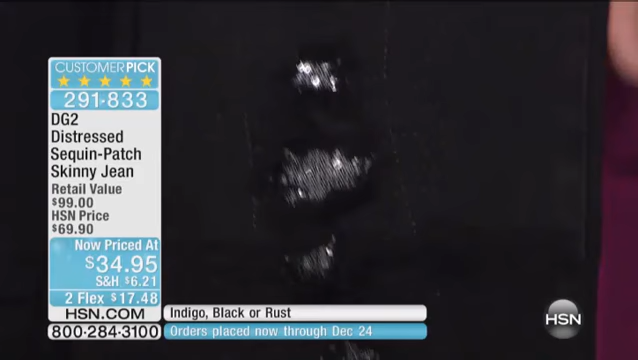 CUSTOMERPICK
291-833
DG2
Distressed
Sequin-Patch
Skinny Jean
Retail Value
$99.00
HSN Price
$69.90
Now Priced At
$34.95
S&H $6.21
2 Flex $17.48
HSN.COM
800-284-3100
Indigo, Black or Rust
Orders placed now through Dec 24
HSN